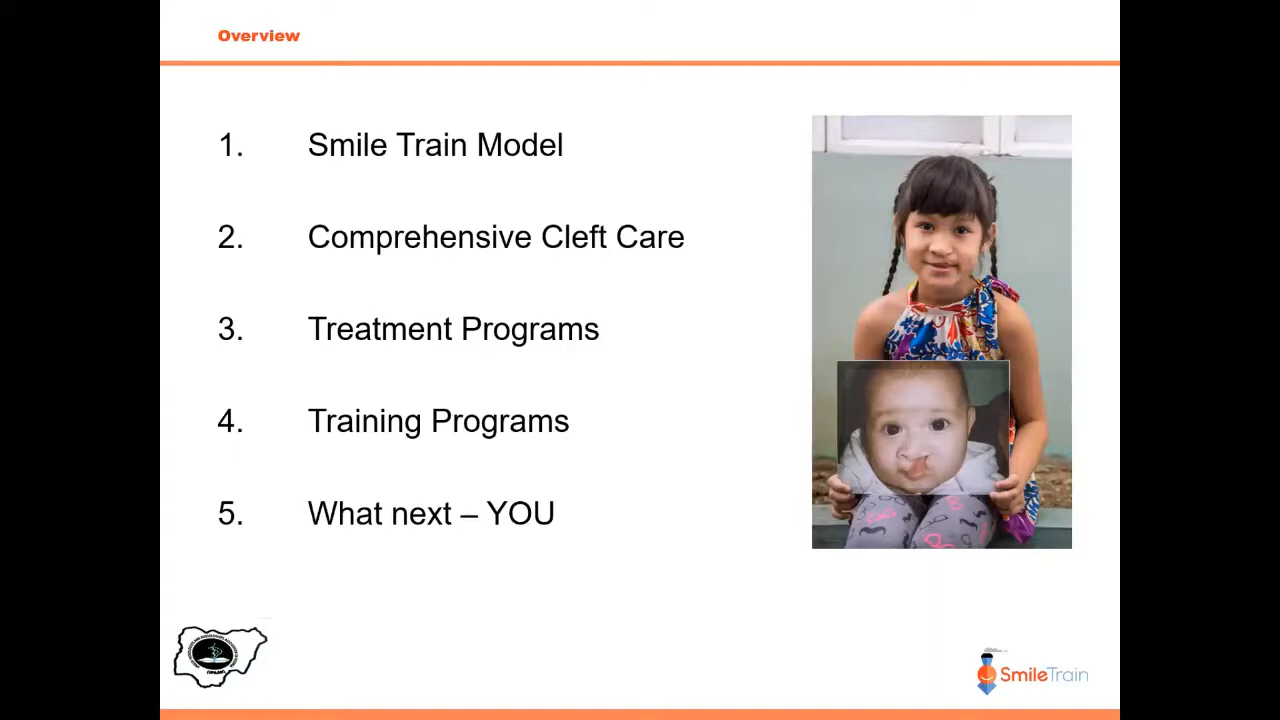 Overview
1. Smile Train Model
2. Comprehensive Cleft Care
3. Treatment Programs
4. Training Programs
5. What next – YOU
SmileTrain